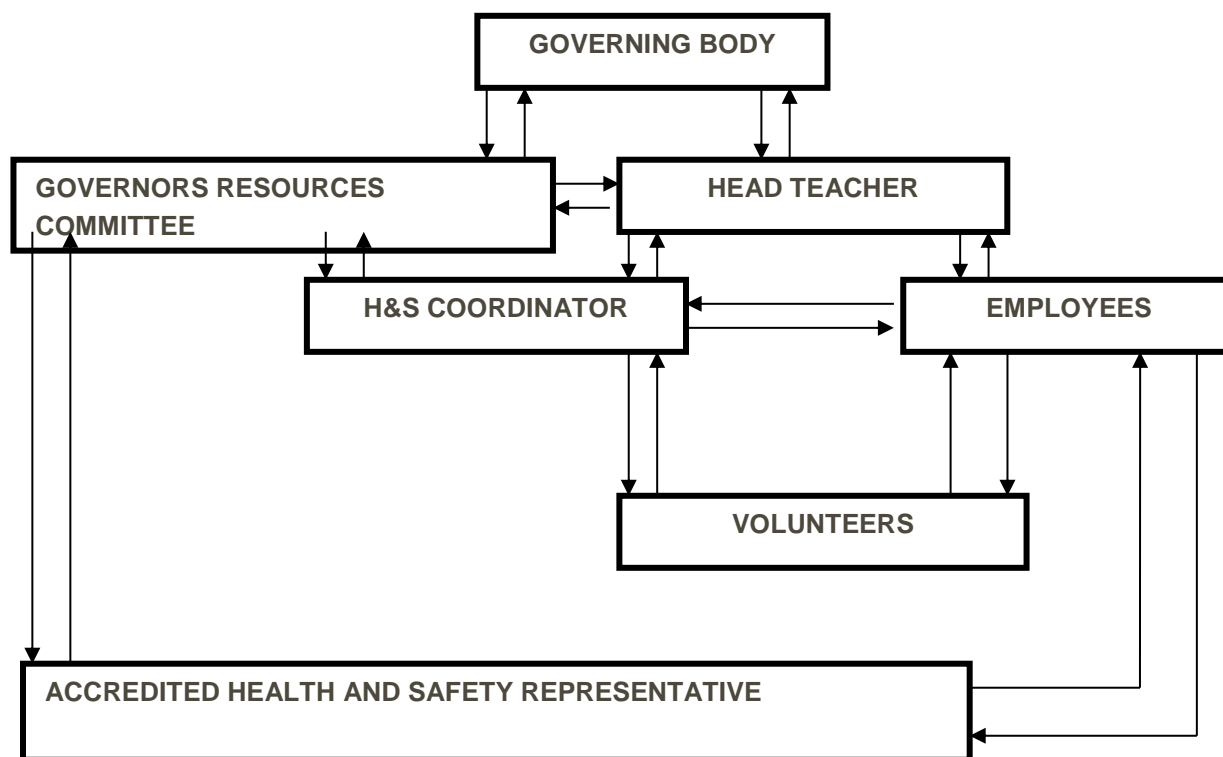 GOVERNING BODY
GOVERNORS RESOURCES
COMMITTEE
HEAD TEACHER
H&S COORDINATOR
EMPLOYEES
VOLUNTEERS
ACCREDITED HEALTH AND SAFETY REPRESENTATIVE